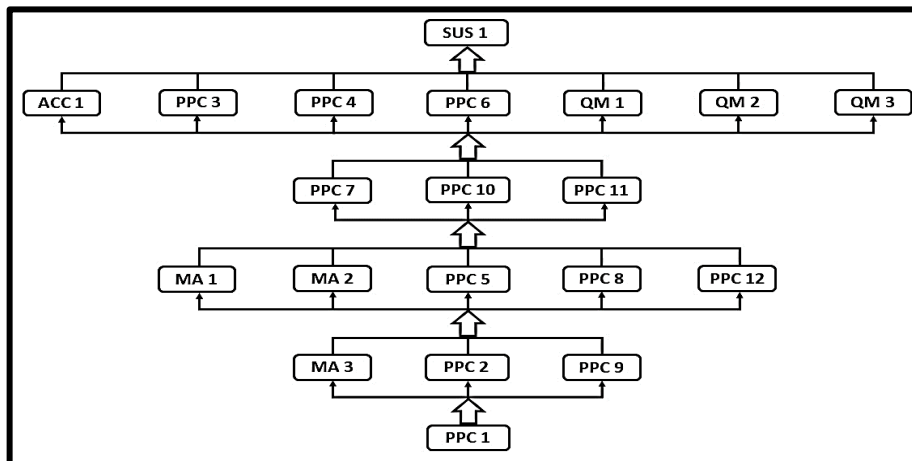 SUS 1
ACC 1 PPC 3 PPC 4 PPC 6 QM 1 QM 2 QM 3
PPC 7 PPC 10 PPC 11
MA 1 MA 2 PPC 5 PPC 8 PPC 12
MA 3 PPC 2 PPC 9
PPC 1